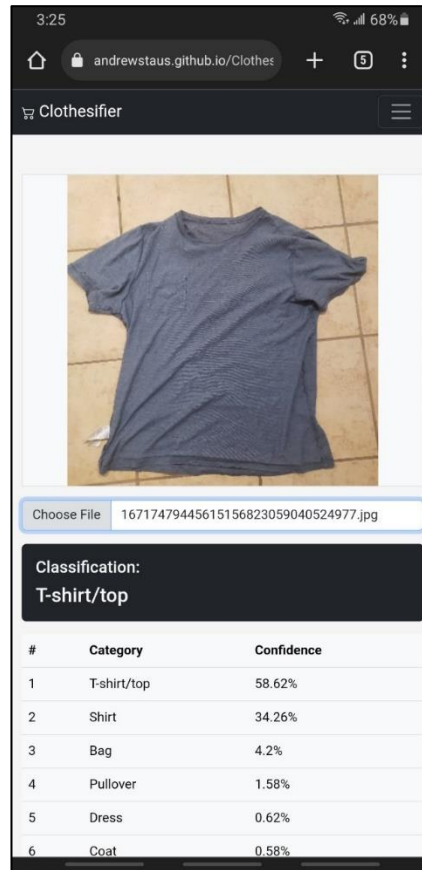 3:25 68%
andrewstaus.github.io/Clothes 5
Clothesifier
Choose File 16717479445615156823059040524977.jpg
Classification:
T-shirt/top
# Category Confidence
1 T-shirt/top 58.62%
2 Shirt 34.26%
3 Bag 4.2%
4 Pullover 1.58%
5 Dress 0.62%
6 Coat 0.58%